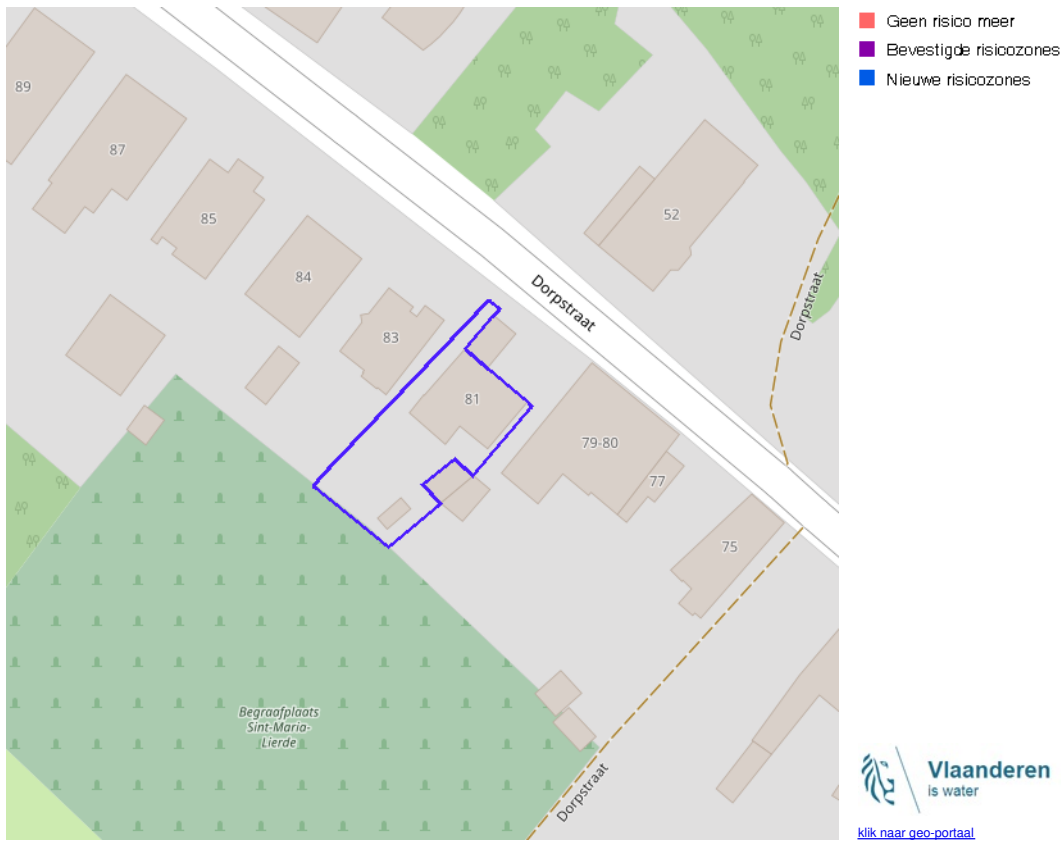 Geen risico meer
Bevestigde risicozones
Nieuwe risicozones
89
87
85
84
83
81
52
79-80
77
75
Dorpstraat
Dorpstraat
Dorpstraat
Begraafplaats
Sint-Maria-
Lierde
Vlaanderen
is water
klik naar geo-portaal